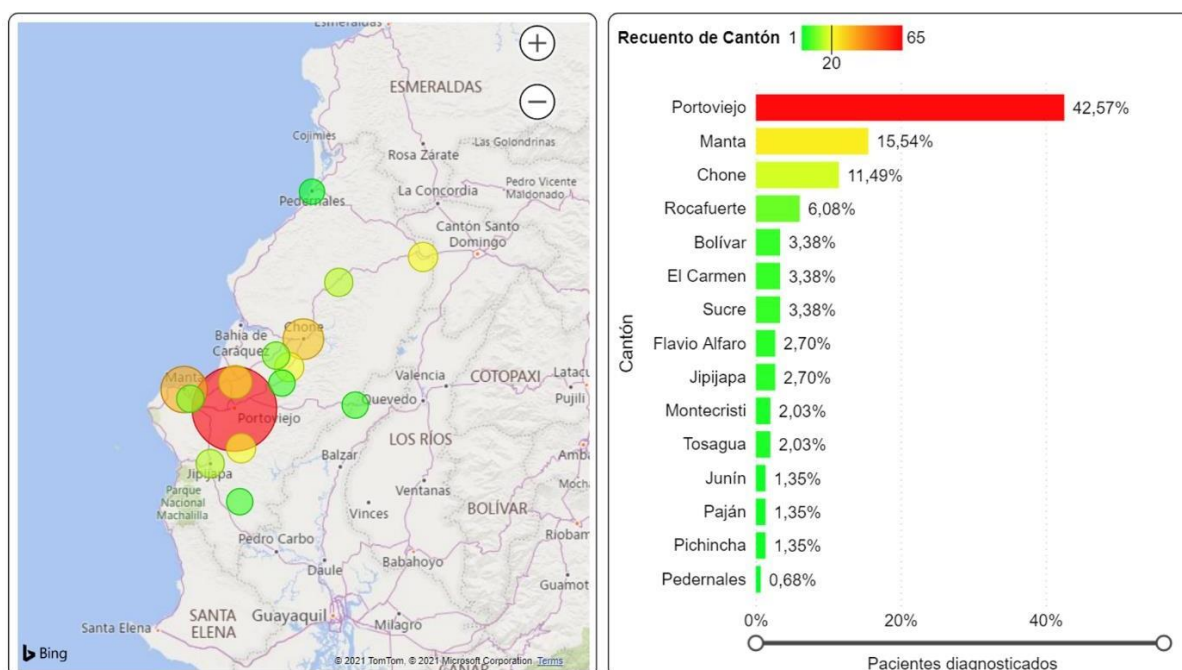 Esmeraldas
ESMERALDAS
Cojimíes
Las Golondrinas
Rosa Zárate
Pedernales
La Concordia
Pedro Vicente
Maldonado
Cantón Santo
Domingo
Chone
Bahía de
Caráquez
Manta
Valencia
COTOPAXI
Portoviejo
Quevedo
Pujilí
LOS RÍOS
Jipijapa
Balzar
Parque
Nacional
Machalilla
Ventanas
Vinces
BOLÍVAR
Pedro Carbo
Babahoyo
Daule
SANTA
ELENA
Guayaquil
Santa Elena
Milagro
Bing
© 2021 TomTom, © 2021 Microsoft Corporation Terms
Recuento de Cantón 1 65
20
Cantón
Portoviejo 42,57%
Manta 15,54%
Chone 11,49%
Rocafuerte 6,08%
Bolívar 3,38%
El Carmen 3,38%
Sucre 3,38%
Flavio Alfaro 2,70%
Jipijapa 2,70%
Montecristi 2,03%
Tosagua 2,03%
Junín 1,35%
Paján 1,35%
Pichincha 1,35%
Pedernales 0,68%
0% 20% 40%
Pacientes diagnosticados